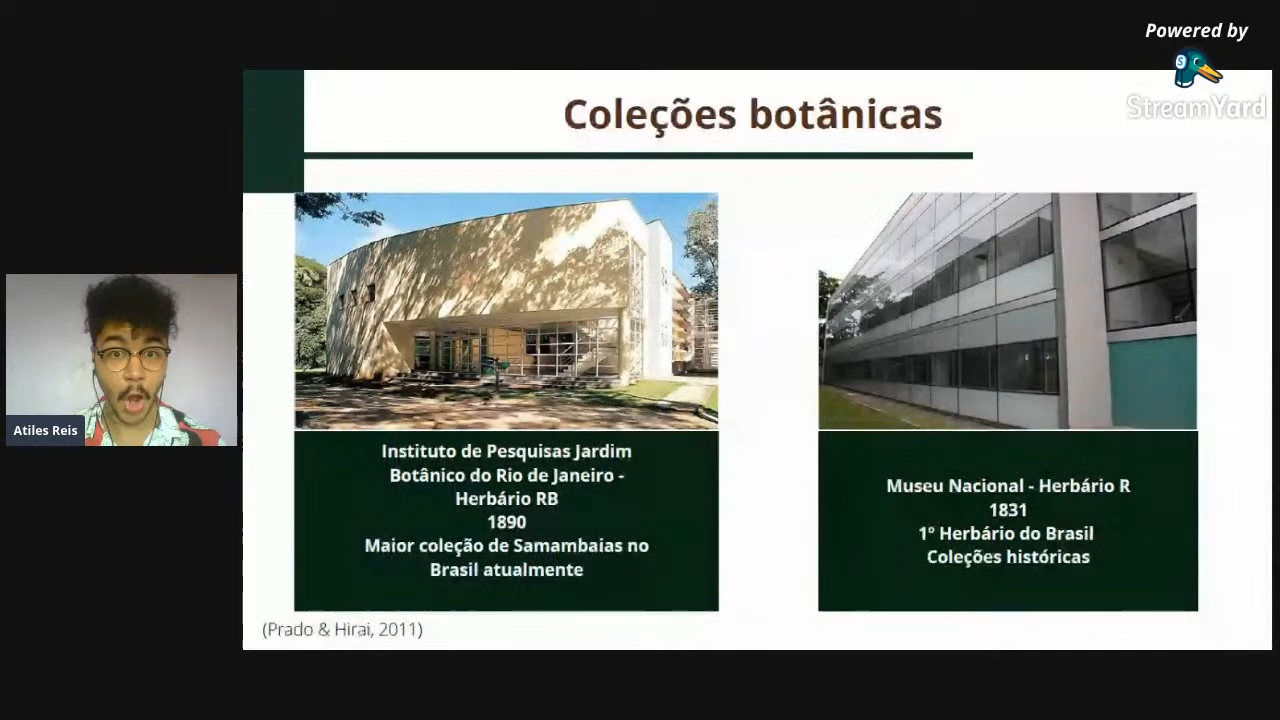 Powered by
StreamYard
Coleções botânicas
Atiles Reis
Instituto de Pesquisas Jardim
Botânico do Rio de Janeiro -
Herbário RB
1890
Maior coleção de Samambaias no
Brasil atualmente
Museu Nacional - Herbário R
1831
1º Herbário do Brasil
Coleções históricas
(Prado & Hirai, 2011)